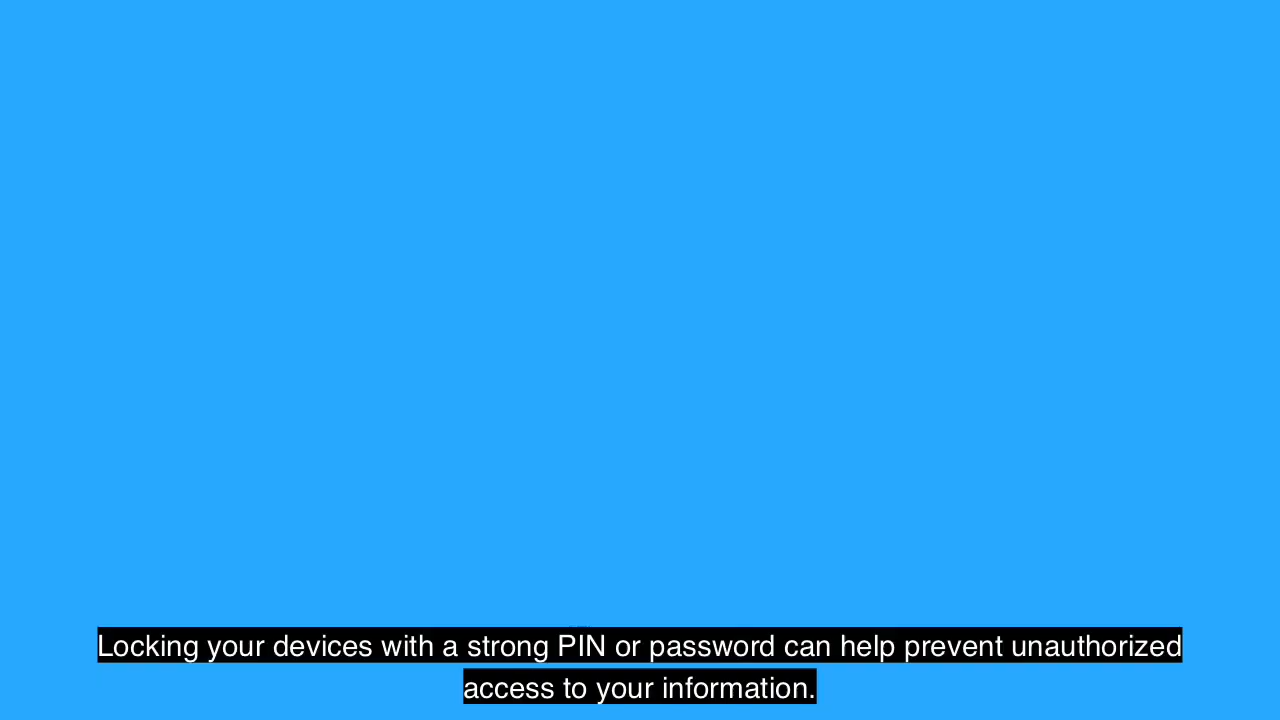 Locking your devices with a strong PIN or password can help prevent unauthorized
access to your information.